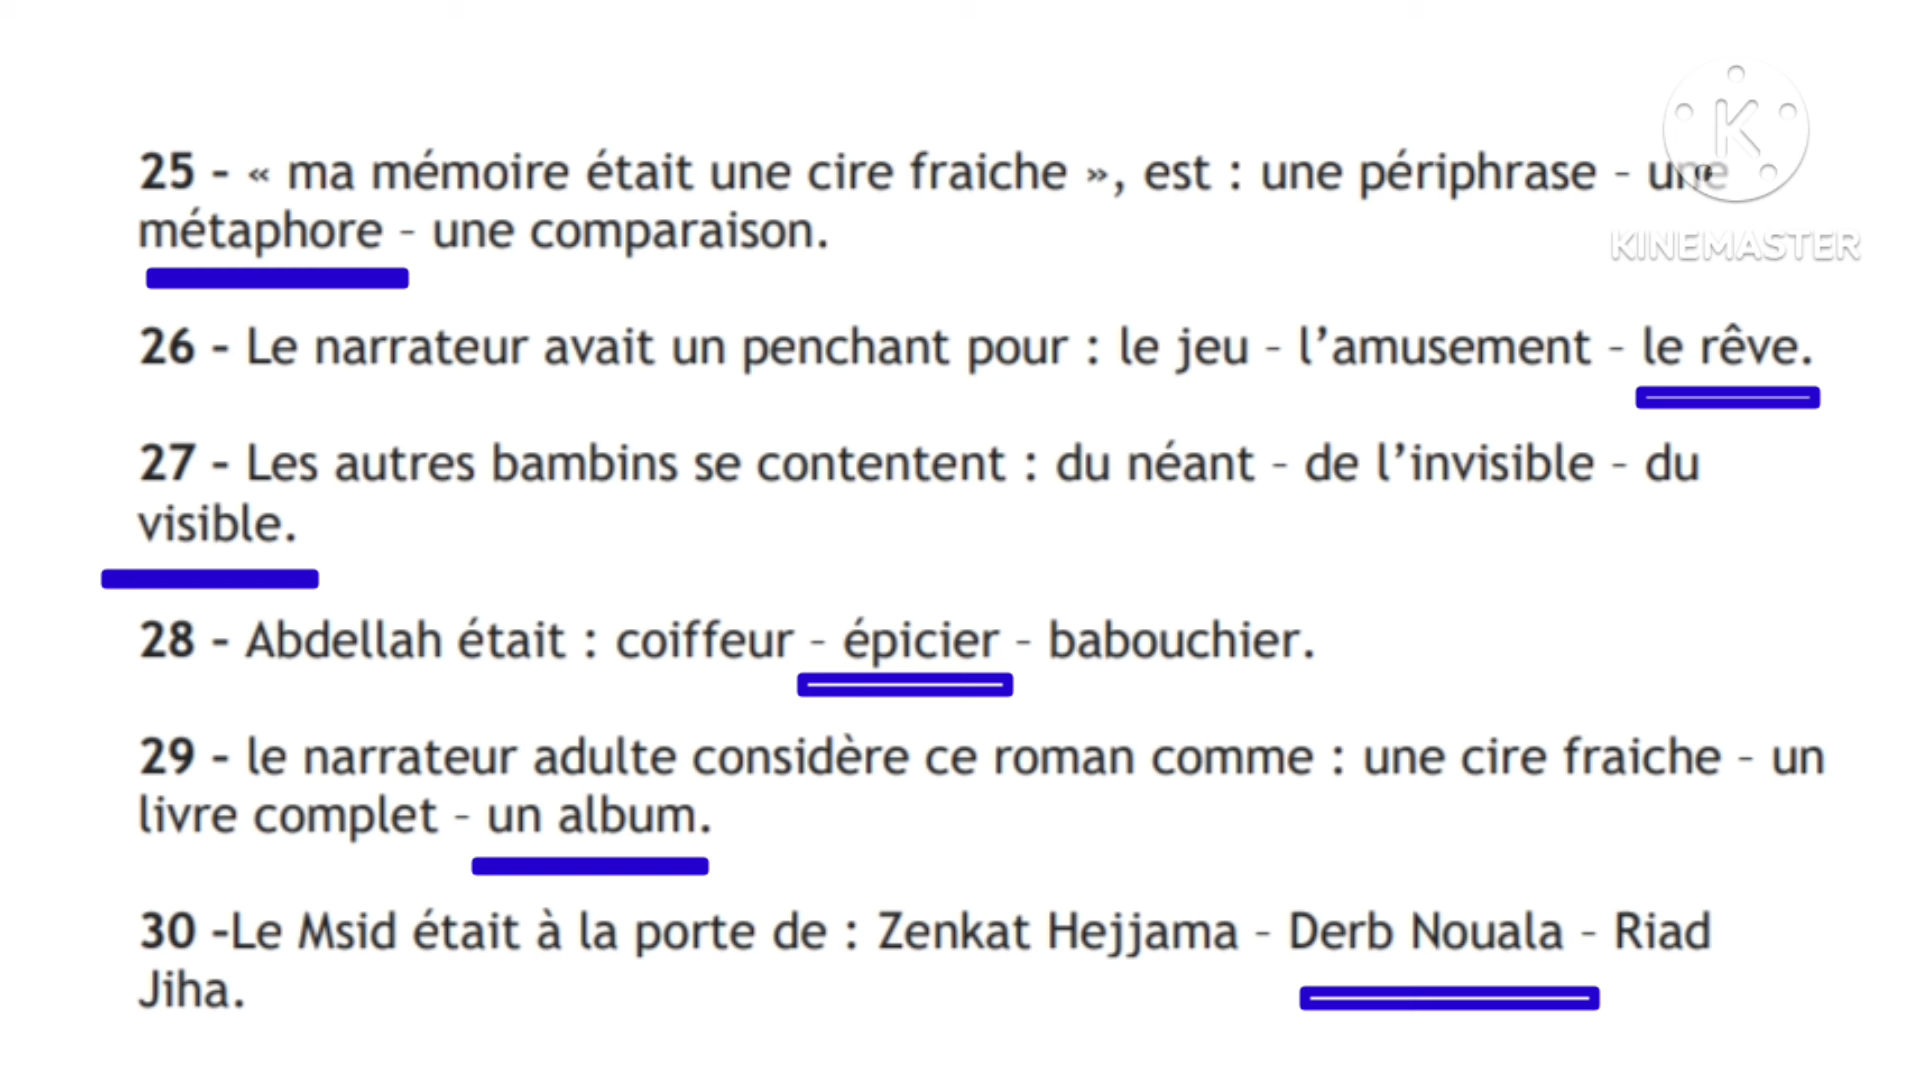 25 - « ma mémoire était une cire fraiche », est : une périphrase – une
métaphore – une comparaison.
KINEMASTER
26 - Le narrateur avait un penchant pour : le jeu – l’amusement – le rêve.
27 - Les autres bambins se contentent : du néant – de l’invisible – du
visible.
28 - Abdellah était : coiffeur – épicier – babouchier.
29 - le narrateur adulte considère ce roman comme : une cire fraiche – un
livre complet – un album.
30 -Le Msid était à la porte de : Zenkat Hejjama – Derb Nouala – Riad
Jiha.